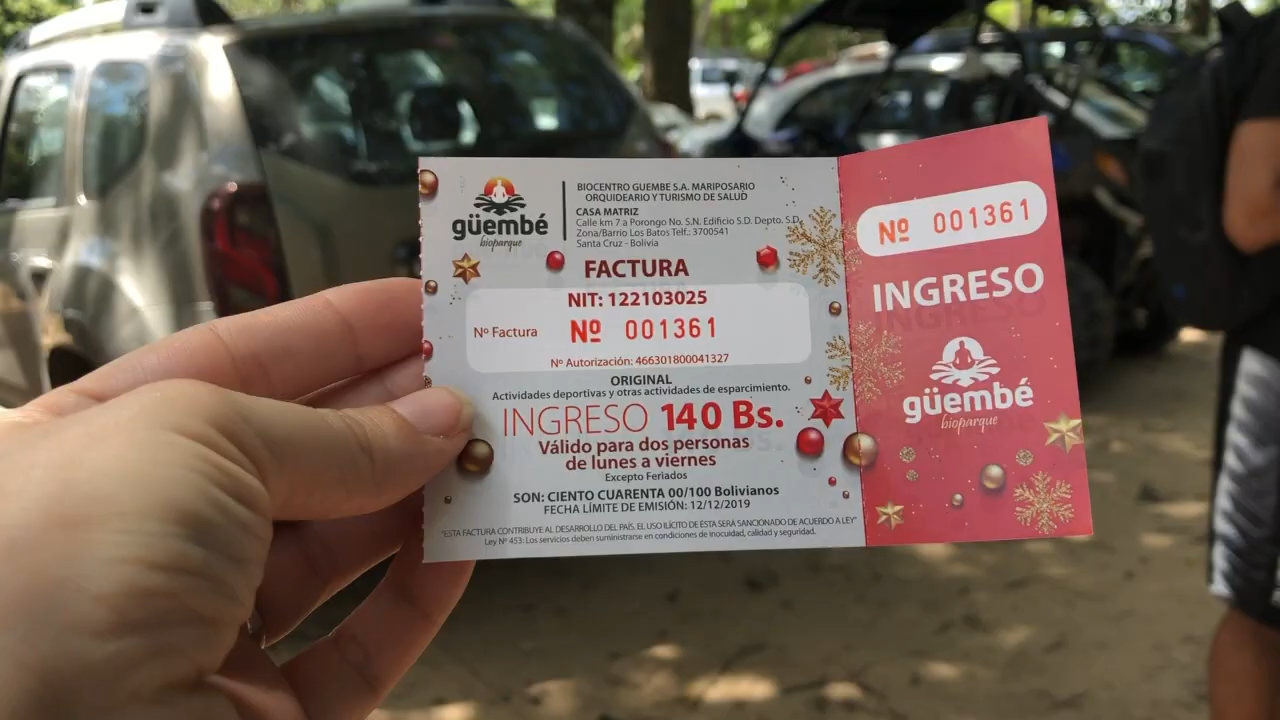 güembé
bioparque
BIOCENTRO GUEMBE S.A. MARIPOSARIO
ORQUIDEARIO Y TURISMO DE SALUD
CASA MATRIZ
Calle km 7 a Porongo No. S.N. Edificio S.D. Depto. S.D.
Zona/Barrio Los Batos Telf.: 3700541
Santa Cruz - Bolivia
FACTURA
NIT: 122103025
Nº Factura Nº 001361
Nº Autorización: 466301800041327
ORIGINAL
Actividades deportivas y otras actividades de esparcimiento.
INGRESO 140 Bs.
Válido para dos personas
de lunes a viernes
Excepto Feriados
SON: CIENTO CUARENTA 00/100 Bolivianos
FECHA LÍMITE DE EMISIÓN: 12/12/2019
"ESTA FACTURA CONTRIBUYE AL DESARROLLO DEL PAÍS. EL USO ILÍCITO DE ESTA SERÁ SANCIONADO DE ACUERDO A LEY"
Ley Nº 453: Los servicios deben suministrarse en condiciones de inocuidad, calidad y seguridad.
Nº 001361
INGRESO
güembé
bioparque